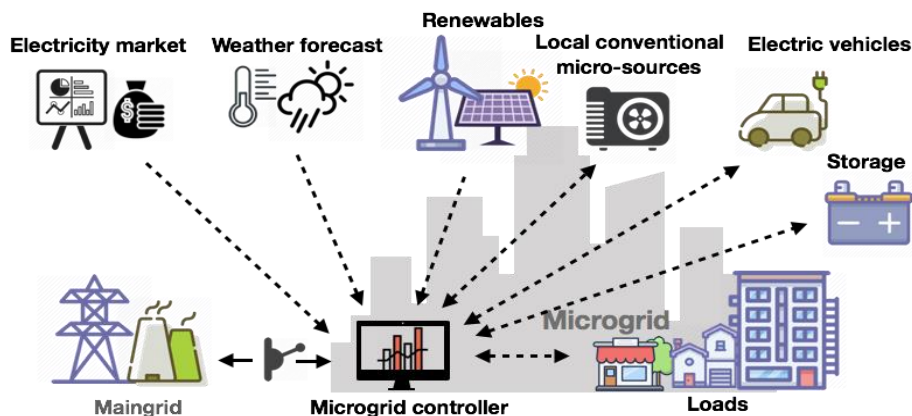 Renewables
Electricity market
Weather forecast
Local conventional
micro-sources
Electric vehicles
Storage
Microgrid
Maingrid
Microgrid controller
Loads